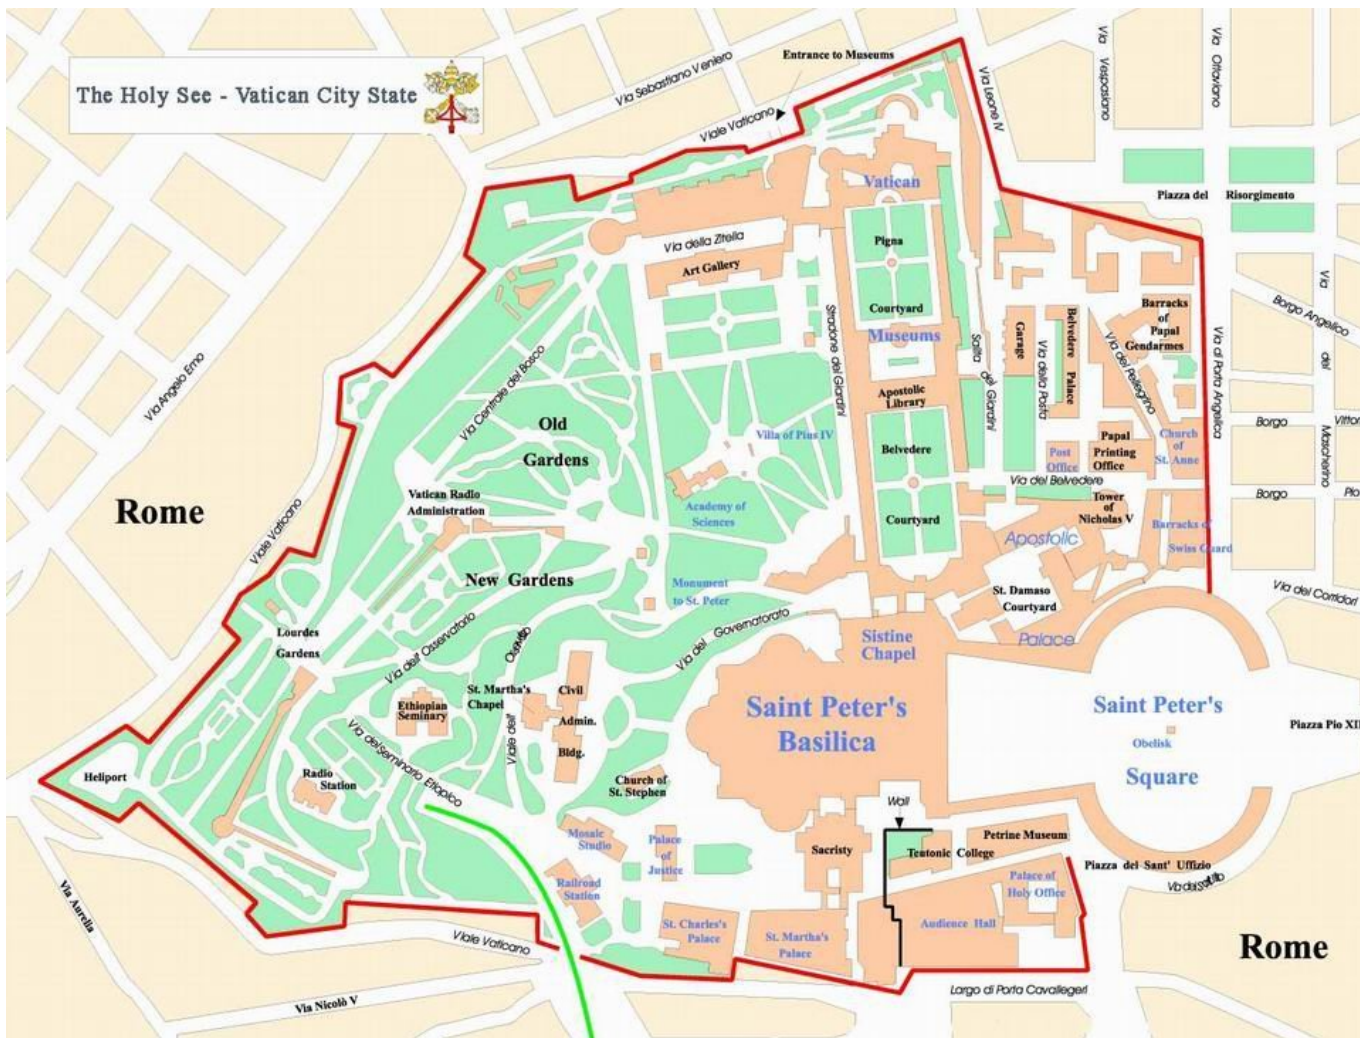 The Holy See - Vatican City State
Entrance to Museums
Via Sebastiano Veniero
Viale Vaticano
Via Leone IV
Via Vespasiano
Via Ottaviano
Piazza del Risorgimento
Vatican
Pigna
Courtyard
Museums
Via della Zitella
Art Gallery
Stradone dei Giardini
Salita dei Giardini
Garage
Via della Posta
Belvedere Palace
Via del Pellegrino
Barracks
of
Papal
Gendarmes
Via di Porta Angelica
Borgo Angelico
Via del Mascherino
Borgo
Borgo
Via Angelo Emo
Via Centrale del Bosco
Old
Gardens
Apostolic
Library
Belvedere
Courtyard
Villa of Pius IV
Academy of
Sciences
Post
Office
Papal
Printing
Office
Church
of
St. Anne
Via del Belvedere
Tower
of
Nicholas V
Barracks of
Swiss Guard
Vatican Radio
Administration
Rome
Viale Vaticano
New Gardens
Monument
to St. Peter
Apostolic
Palace
St. Damaso
Courtyard
Via dei Corridori
Lourdes
Gardens
Via dell' Osservatorio
Via del Governatorato
Sistine
Chapel
Saint Peter's
Basilica
Saint Peter's
Obelisk
Square
Piazza Pio XII
Ethiopian
Seminary
St. Martha's
Chapel
Civil
Admin.
Bldg.
Viale dell'
Via del Seminario Etiopico
Heliport
Radio
Station
Church of
St. Stephen
Mosaic
Studio
Palace
of
Justice
Railroad
Station
Sacristy
Wall
Teutonic College
Petrine Museum
Piazza del Sant' Uffizio
Palace of
Holy Office
Audience Hall
St. Charles's
Palace
St. Martha's
Palace
Via Aurelia
Viale Vaticano
Via Nicolò V
Largo di Porta Cavallegeri
Rome